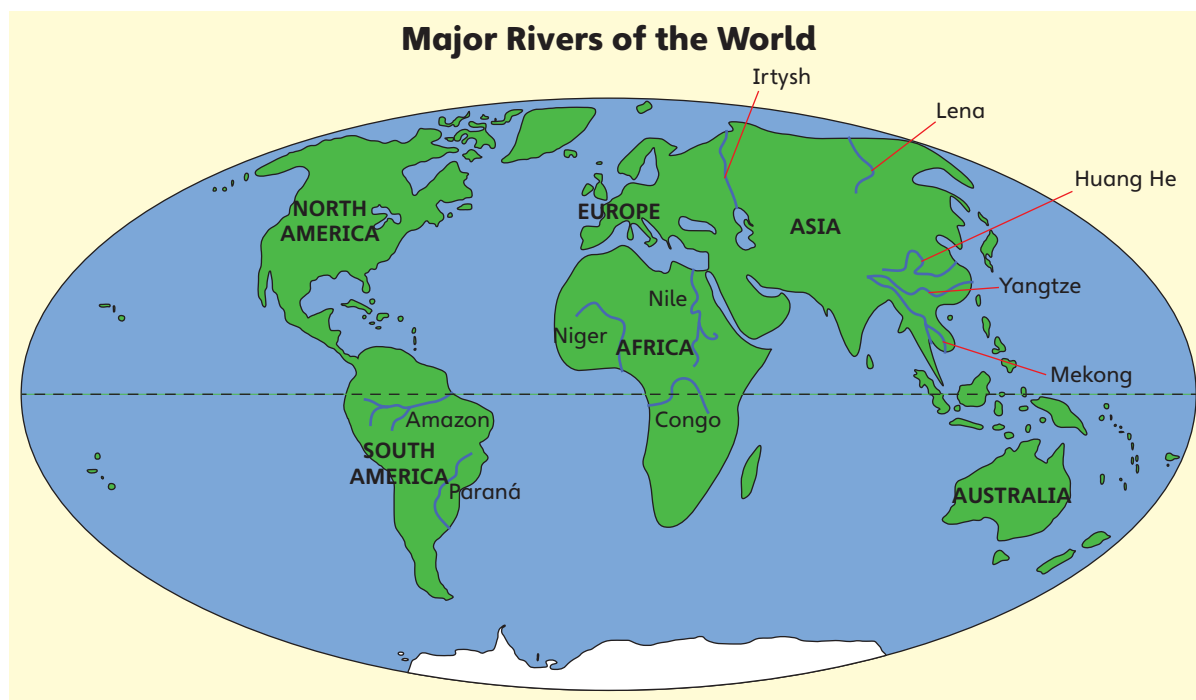 Major Rivers of the World
Irtysh
Lena
Huang He
NORTH
AMERICA
EUROPE
ASIA
Yangtze
Nile
Niger
AFRICA
Mekong
Amazon
Congo
SOUTH
AMERICA
Paraná
AUSTRALIA